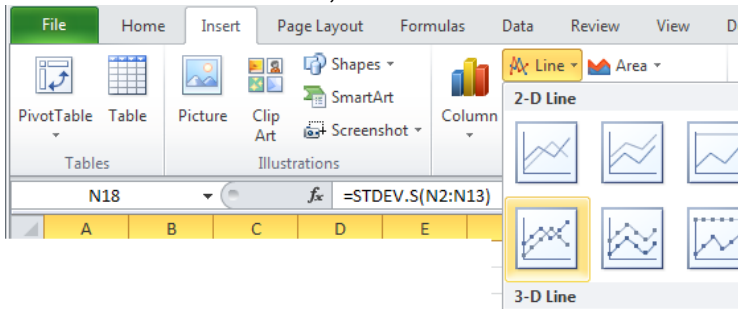 File Home Insert Page Layout Formulas Data Review View
PivotTable Table Picture Clip Art Shapes SmartArt Screenshot Column Line Area
Tables Illustrations
2-D Line
N18 fx =STDEV.S(N2:N13)
A B C D E
3-D Line